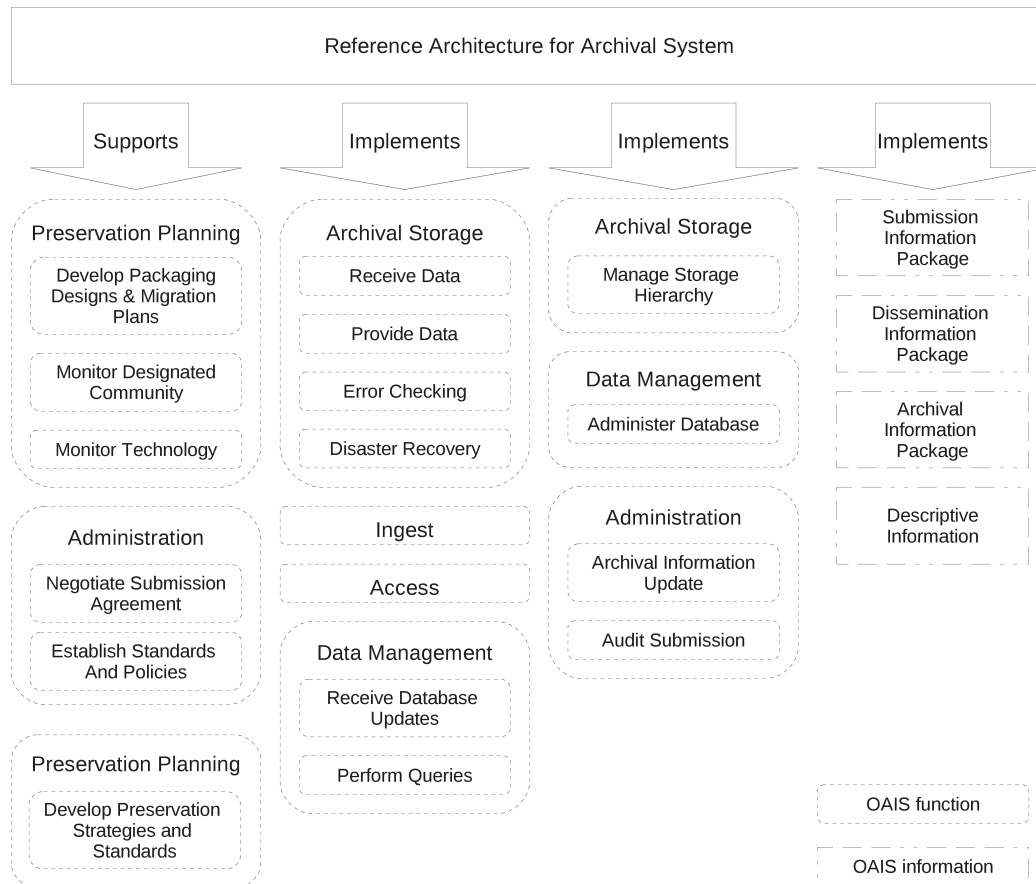 Reference Architecture for Archival System
Supports
Implements
Implements
Implements
Preservation Planning
Develop Packaging
Designs & Migration
Plans
Monitor Designated
Community
Monitor Technology
Administration
Negotiate Submission
Agreement
Establish Standards
And Policies
Preservation Planning
Develop Preservation
Strategies and
Standards
Archival Storage
Receive Data
Provide Data
Error Checking
Disaster Recovery
Ingest
Access
Data Management
Receive Database
Updates
Perform Queries
Archival Storage
Manage Storage
Hierarchy
Data Management
Administer Database
Administration
Archival Information
Update
Audit Submission
Submission
Information
Package
Dissemination
Information
Package
Archival
Information
Package
Descriptive
Information
OAIS function
OAIS information